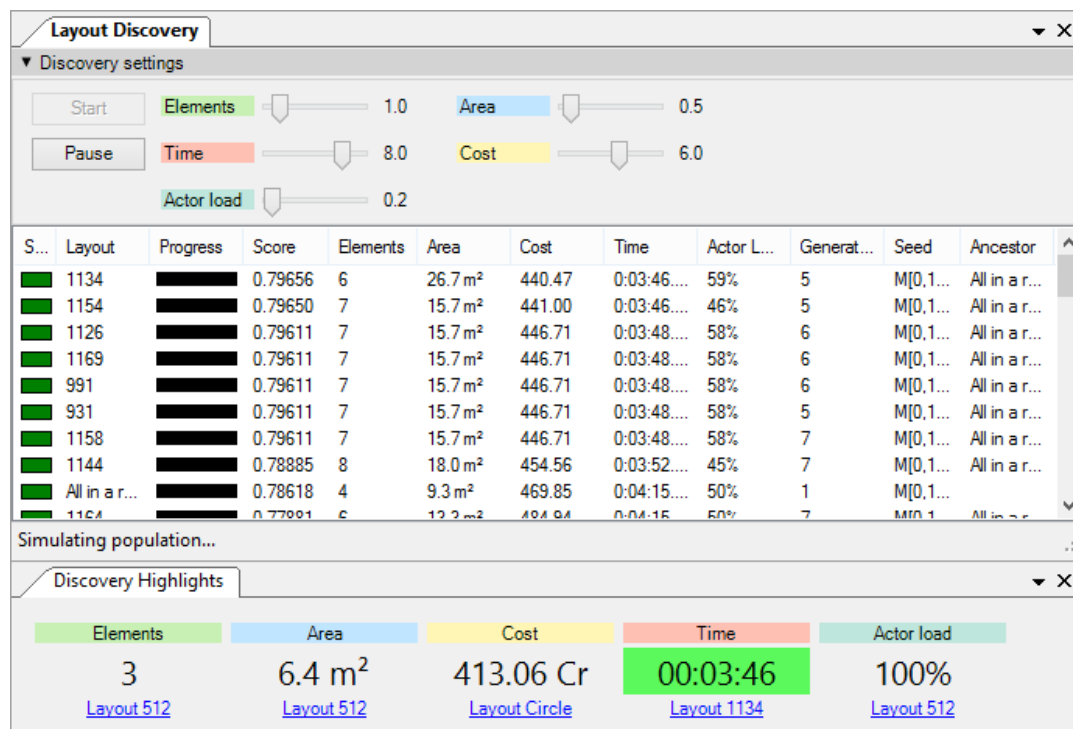 Layout Discovery
Discovery settings
Start Elements 1.0 Area 0.5
Pause Time 8.0 Cost 6.0
Actor load 0.2
S... Layout Progress Score Elements Area Cost Time Actor L... Generat... Seed Ancestor
1134 0.79656 6 26.7 m² 440.47 0:03:46.... 59% 5 M[0,1... All in a r...
1154 0.79650 7 15.7 m² 441.00 0:03:46.... 46% 5 M[0,1... All in a r...
1126 0.79611 7 15.7 m² 446.71 0:03:48.... 58% 6 M[0,1... All in a r...
1169 0.79611 7 15.7 m² 446.71 0:03:48.... 58% 6 M[0,1... All in a r...
991 0.79611 7 15.7 m² 446.71 0:03:48.... 58% 6 M[0,1... All in a r...
931 0.79611 7 15.7 m² 446.71 0:03:48.... 58% 5 M[0,1... All in a r...
1158 0.79611 7 15.7 m² 446.71 0:03:48.... 58% 7 M[0,1... All in a r...
1144 0.78885 8 18.0 m² 454.56 0:03:52.... 45% 7 M[0,1... All in a r...
All in a r... 0.78618 4 9.3 m² 469.85 0:04:15.... 50% 1 M[0,1...
1164 0.77881 484.94 0:04:15 50% 7
Simulating population...
Discovery Highlights
Elements Area Cost Time Actor load
3 6.4 m² 413.06 Cr 00:03:46 100%
Layout 512 Layout 512 Layout Circle Layout 1134 Layout 512